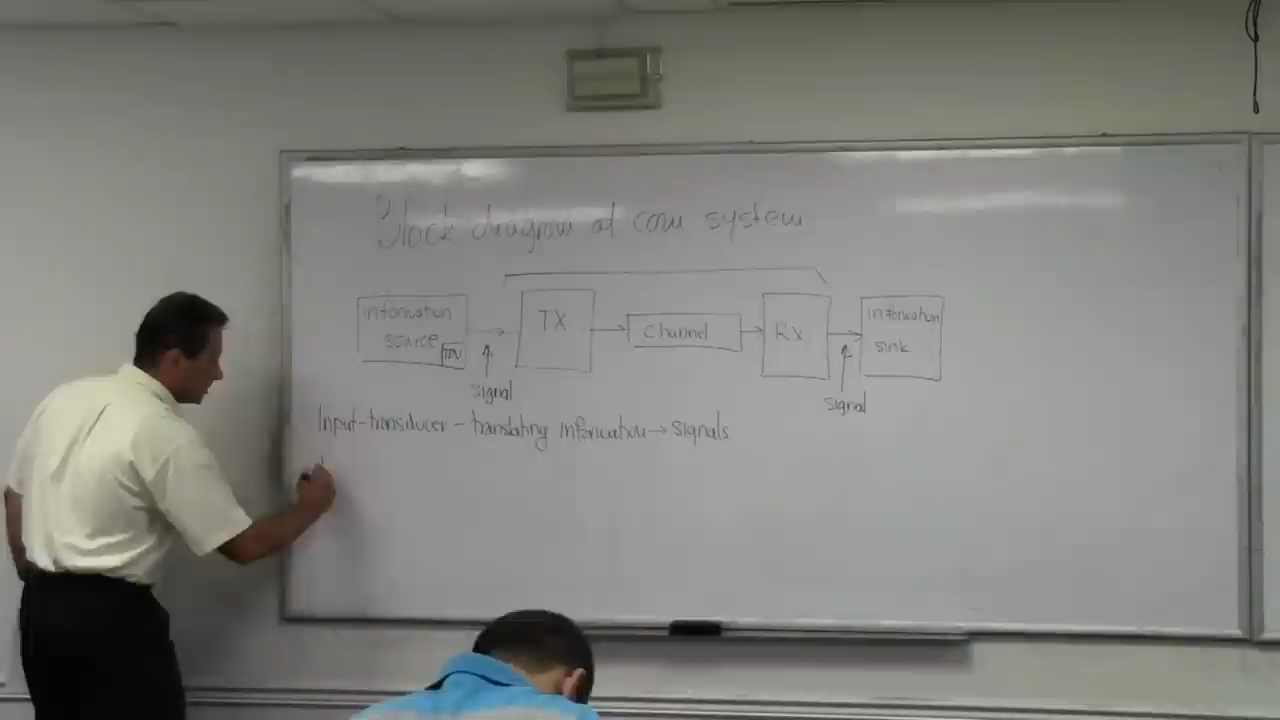 Block diagram of com system
information source
TX
channel
Rx
information sink
signal
signal
Input-transducer - translating information → signals